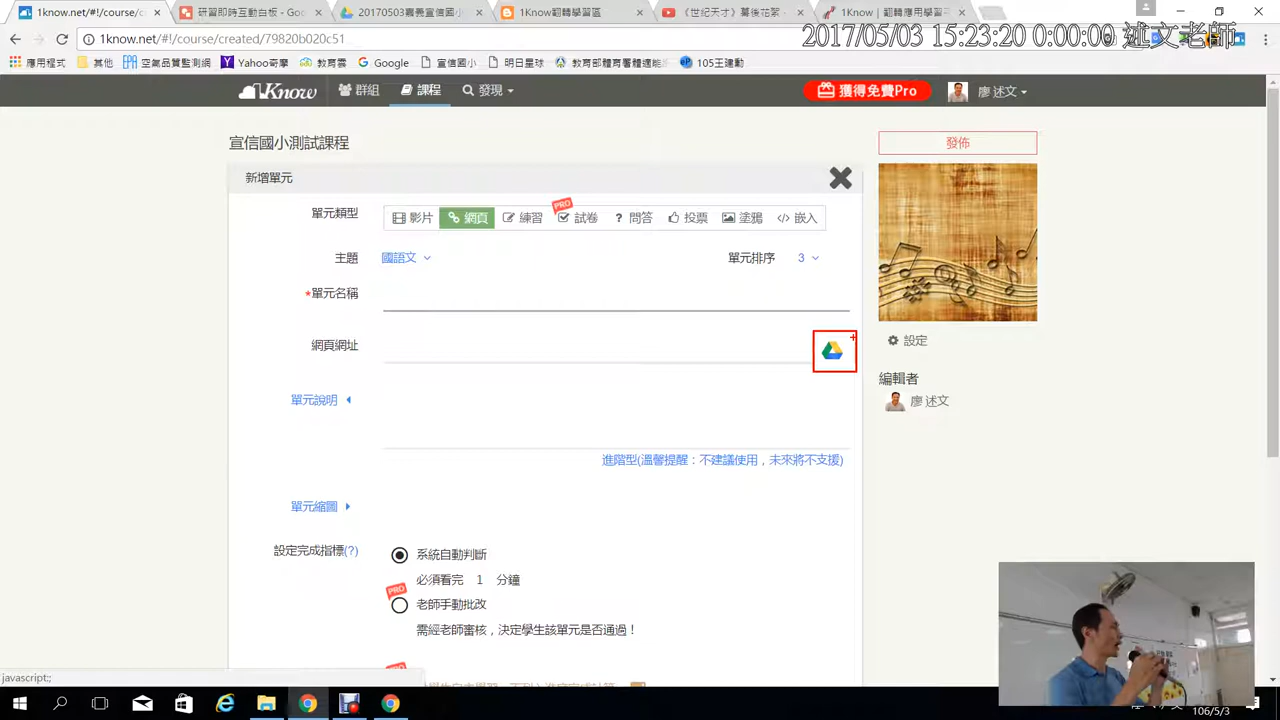 1know.net/#!/course/c
研習即時互動白板 - Goo
20170503嘉義宣信國小
1Know翻轉學習區
《世紀天才》幕後花絮
1Know | 翻轉應用學習平
1know.net/#!/course/created/79820b020c51
2017/05/03 15:23:20 0:00:00 述文老師
應用程式 其他 空氣品質監測網 Yahoo奇摩 教育雲 Google 宣信國小 明日星球 105王建勳
1Know 群組 課程 發現 獲得免費Pro 廖 述文
宣信國小測試課程
發佈
新增單元
單元類型 影片 網頁 練習 PRO 試卷 ? 問答 投票 塗鴉 </> 嵌入
主題 國語文 單元排序 3
*單元名稱
網頁網址
設定
編輯者
單元說明
廖 述文
進階型(溫馨提醒：不建議使用，未來將不支援)
單元縮圖
設定完成指標(?) 系統自動判斷
必須看完 1 分鐘
PRO
老師手動批改
需經老師審核，決定學生該單元是否通過！
PRO
javascript:;
106/5/3